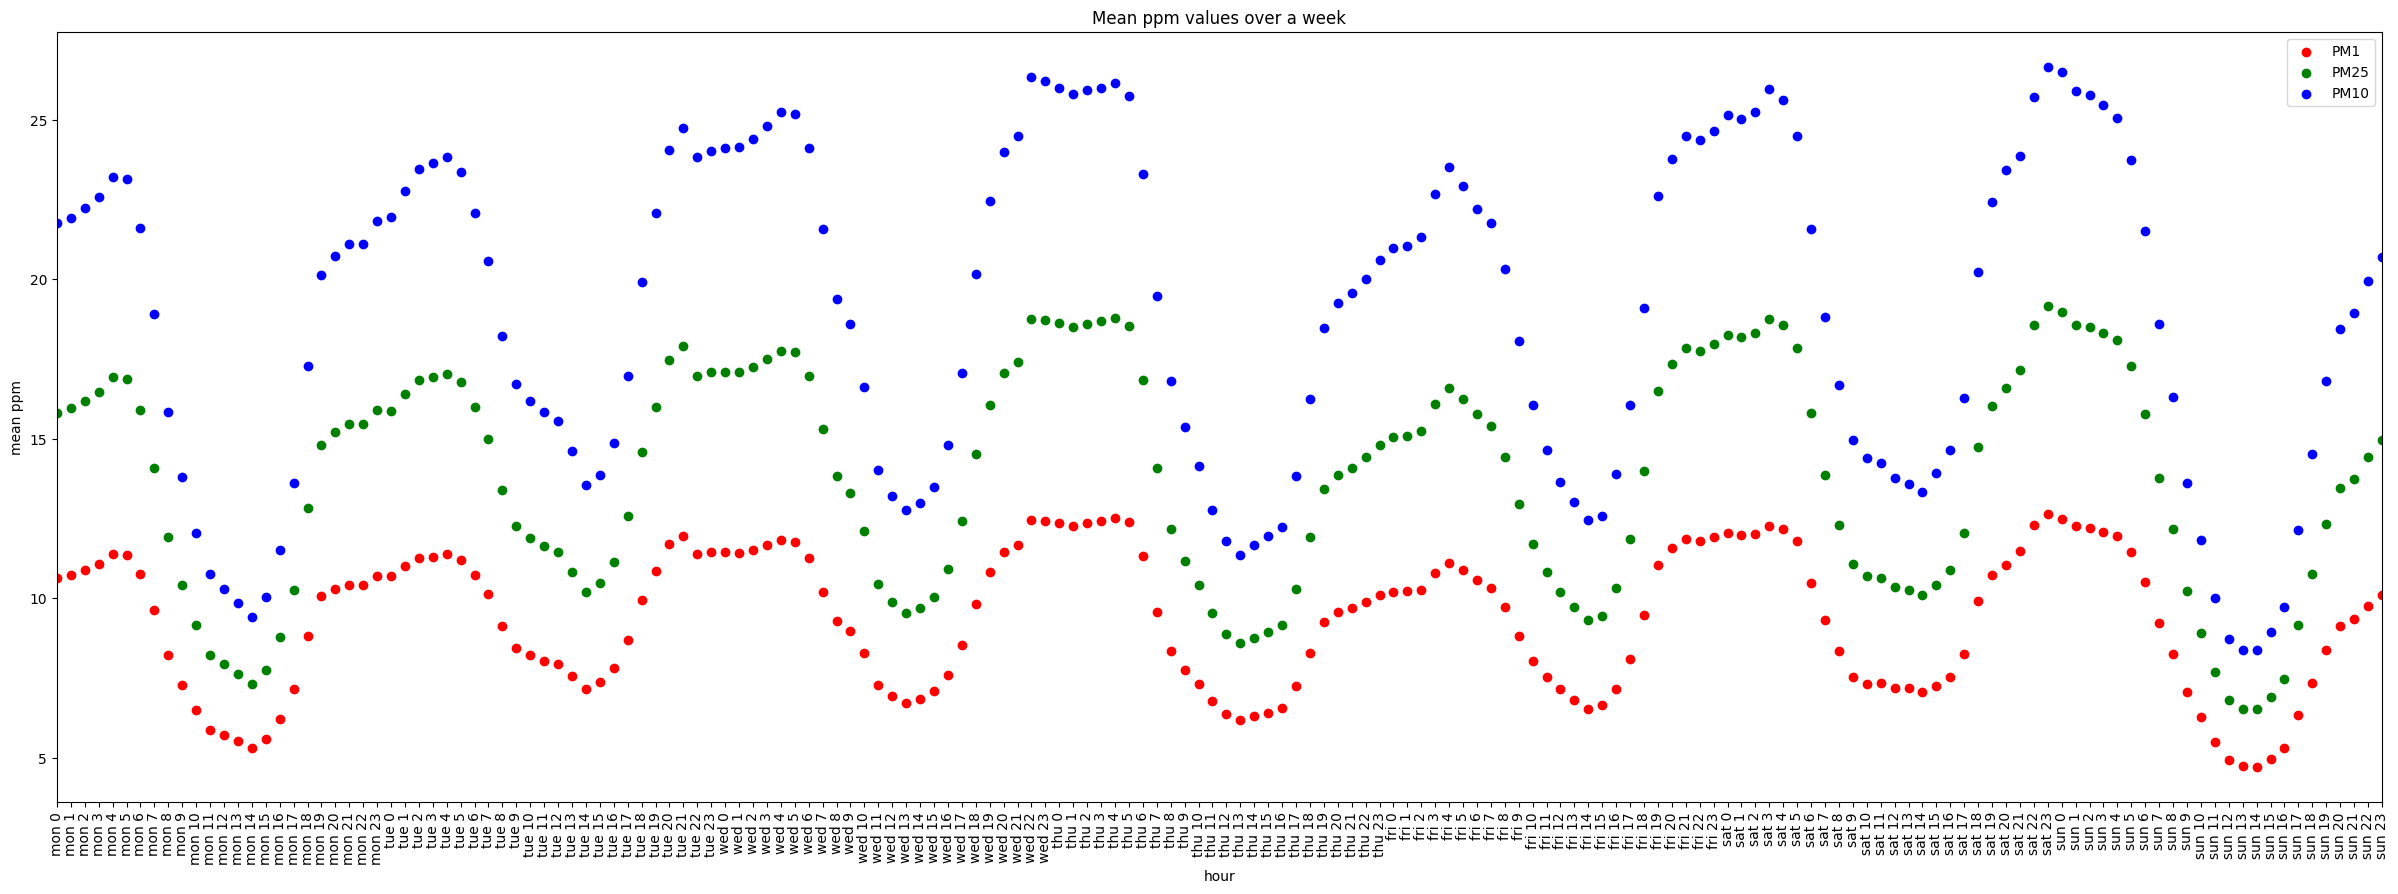 Mean ppm values over a week
PM1
PM25
PM10
25
20
15
10
5
mean ppm
mon 0
mon 1
mon 2
mon 3
mon 4
mon 5
mon 6
mon 7
mon 8
mon 9
mon 10
mon 11
mon 12
mon 13
mon 14
mon 15
mon 16
mon 17
mon 18
mon 19
mon 20
mon 21
mon 22
mon 23
tue 0
tue 1
tue 2
tue 3
tue 4
tue 5
tue 6
tue 7
tue 8
tue 9
tue 10
tue 11
tue 12
tue 13
tue 14
tue 15
tue 16
tue 17
tue 18
tue 19
tue 20
tue 21
tue 22
tue 23
wed 0
wed 1
wed 2
wed 3
wed 4
wed 5
wed 6
wed 7
wed 8
wed 9
wed 10
wed 11
wed 12
wed 13
wed 14
wed 15
wed 16
wed 17
wed 18
wed 19
wed 20
wed 21
wed 22
wed 23
thu 0
thu 1
thu 2
thu 3
thu 4
thu 5
thu 6
thu 7
thu 8
thu 9
thu 10
thu 11
thu 12
thu 13
thu 14
thu 15
thu 16
thu 17
thu 18
thu 19
thu 20
thu 21
thu 22
thu 23
fri 0
fri 1
fri 2
fri 3
fri 4
fri 5
fri 6
fri 7
fri 8
fri 9
fri 10
fri 11
fri 12
fri 13
fri 14
fri 15
fri 16
fri 17
fri 18
fri 19
fri 20
fri 21
fri 22
fri 23
sat 0
sat 1
sat 2
sat 3
sat 4
sat 5
sat 6
sat 7
sat 8
sat 9
sat 10
sat 11
sat 12
sat 13
sat 14
sat 15
sat 16
sat 17
sat 18
sat 19
sat 20
sat 21
sat 22
sat 23
sun 0
sun 1
sun 2
sun 3
sun 4
sun 5
sun 6
sun 7
sun 8
sun 9
sun 10
sun 11
sun 12
sun 13
sun 14
sun 15
sun 16
sun 17
sun 18
sun 19
sun 20
sun 21
sun 22
sun 23
hour